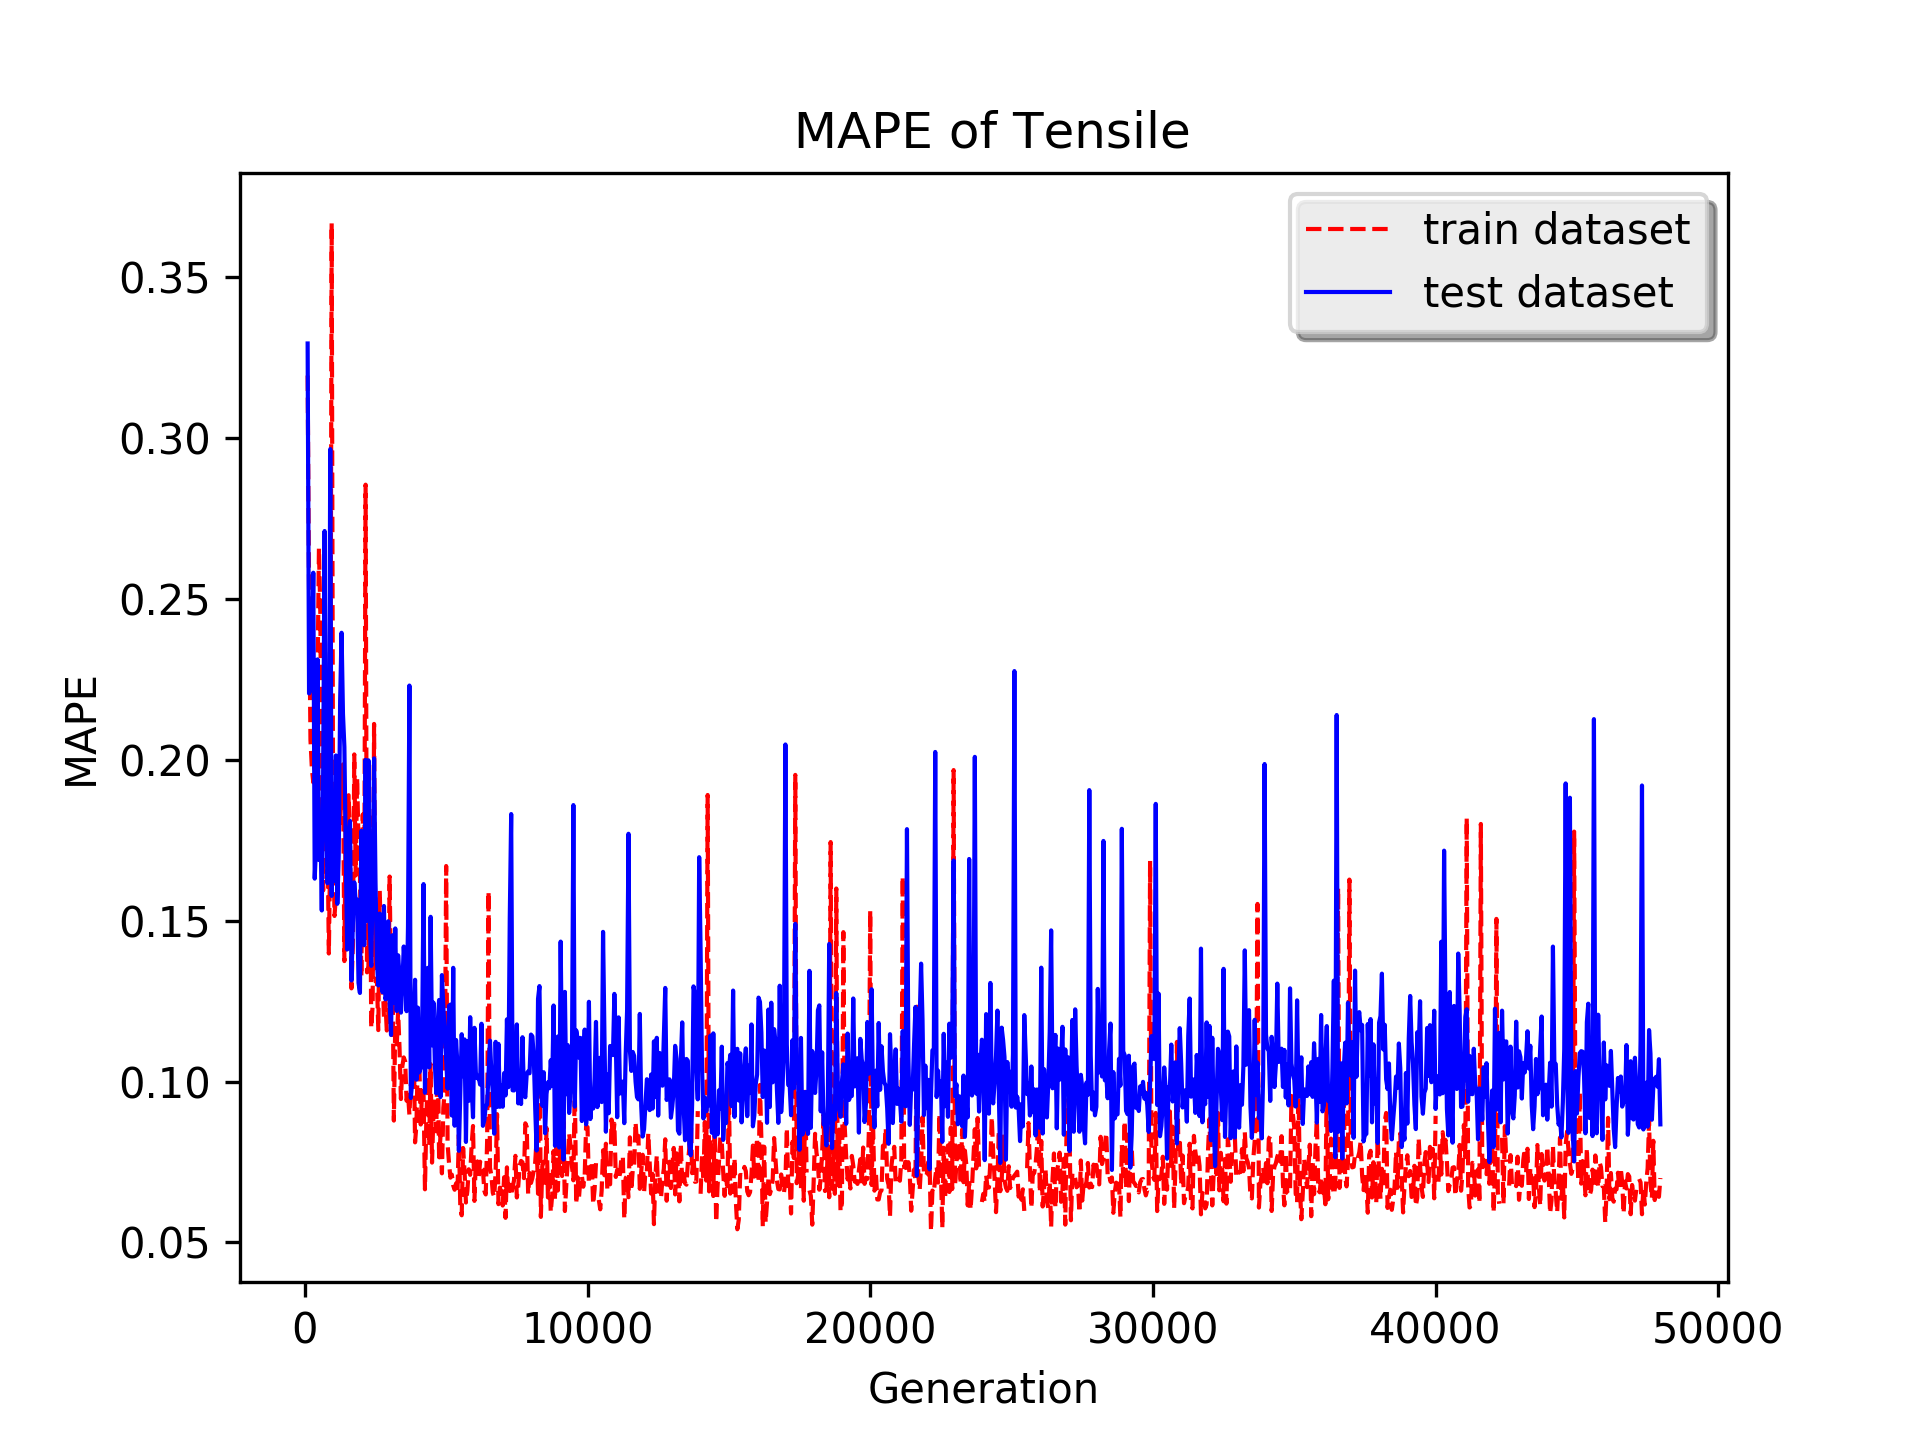 MAPE of Tensile
train dataset
test dataset
MAPE
0.35
0.30
0.25
0.20
0.15
0.10
0.05
0 10000 20000 30000 40000 50000
Generation